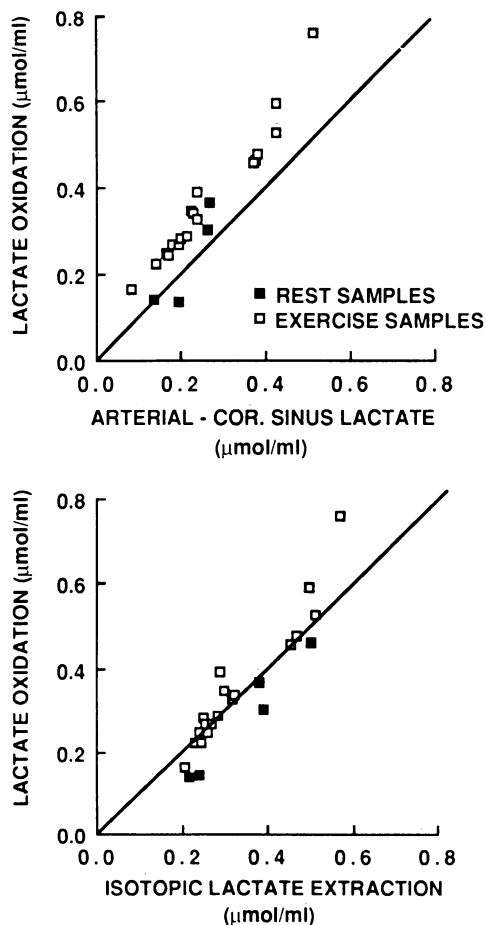 LACTATE OXIDATION (μmol/ml)
0.8
0.6
0.4
0.2
0.0
■ REST SAMPLES
□ EXERCISE SAMPLES
0.0 0.2 0.4 0.6 0.8
ARTERIAL - COR. SINUS LACTATE
(μmol/ml)
LACTATE OXIDATION (μmol/ml)
0.8
0.6
0.4
0.2
0.0
0.0 0.2 0.4 0.6 0.8
ISOTOPIC LACTATE EXTRACTION
(μmol/ml)